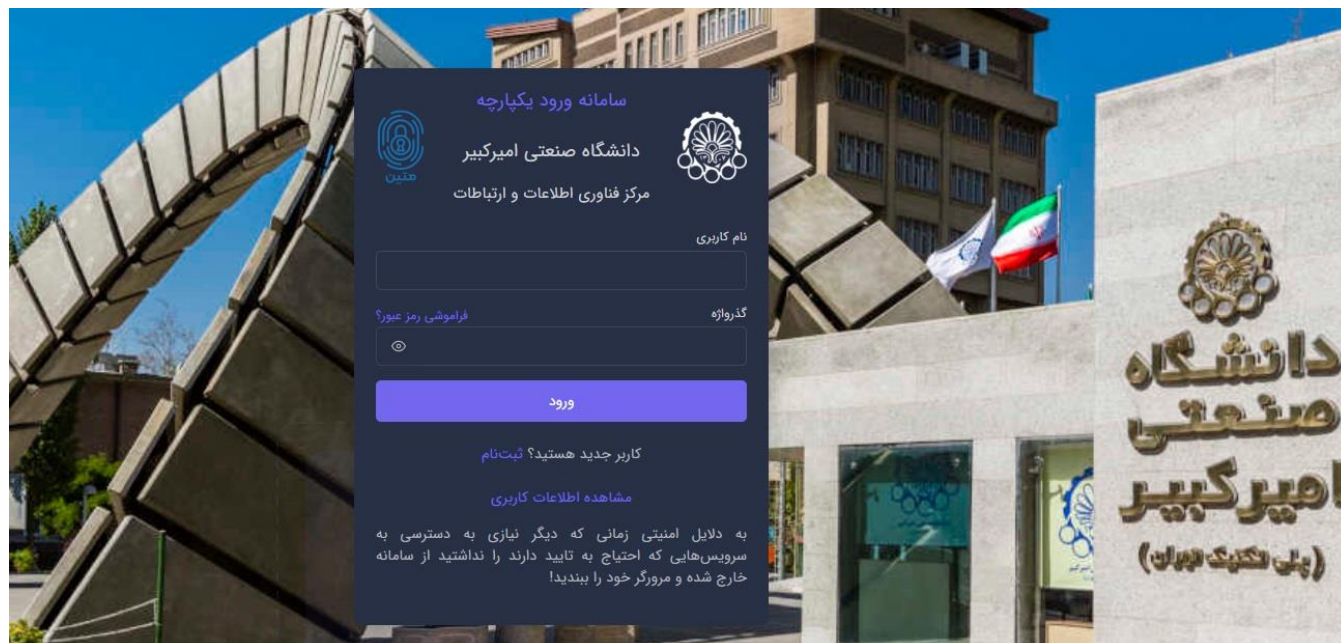 سامانه ورود یکپارچه
دانشگاه صنعتی امیرکبیر
مرکز فناوری اطلاعات و ارتباطات
متین
نام کاربری
گذرواژه
فراموشی رمز عبور؟
ورود
کاربر جدید هستید؟ ثبت‌نام
مشاهده اطلاعات کاربری
به دلایل امنیتی زمانی که دیگر نیازی به دسترسی به
سرویس‌هایی که احتیاج به تایید دارند را نداشتید از سامانه
خارج شده و مرورگر خود را ببندید!
دانشگاه
صنعتی
امیرکبیر
(پلی تکنیک تهران)